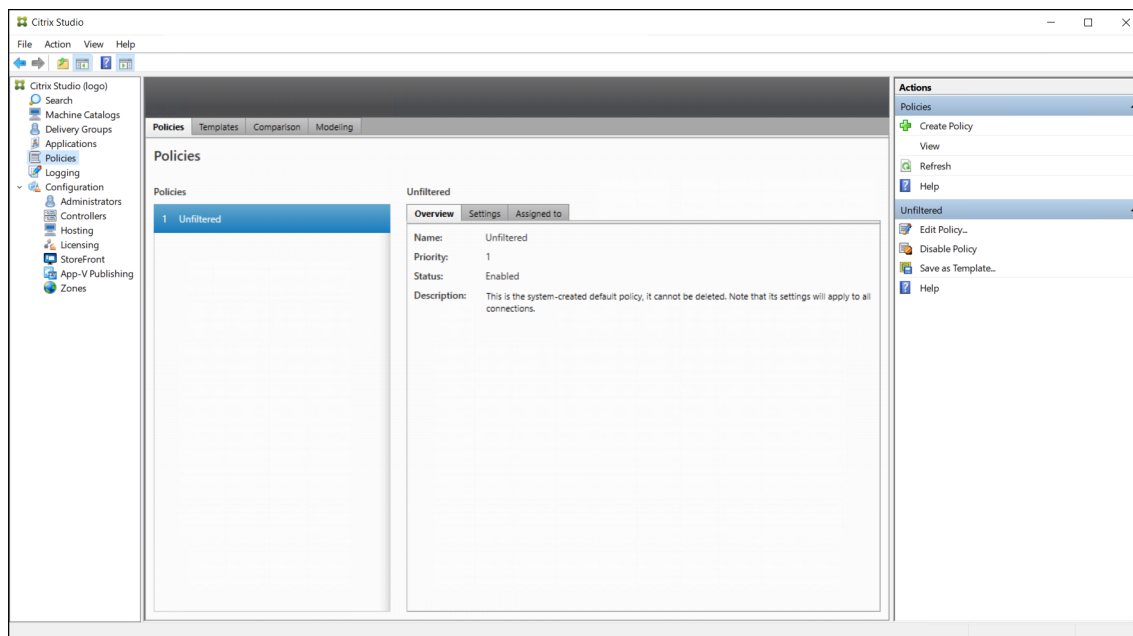 Citrix Studio
File Action View Help
Citrix Studio (logo)
Search
Machine Catalogs
Delivery Groups
Applications
Policies
Logging
Configuration
Administrators
Controllers
Hosting
Licensing
StoreFront
App-V Publishing
Zones
Policies Templates Comparison Modeling
Policies
Policies
1 Unfiltered
Unfiltered
Overview Settings Assigned to
Name: Unfiltered
Priority: 1
Status: Enabled
Description: This is the system-created default policy, it cannot be deleted. Note that its settings will apply to all
connections.
Actions
Policies
Create Policy
View
Refresh
Help
Unfiltered
Edit Policy...
Disable Policy
Save as Template...
Help